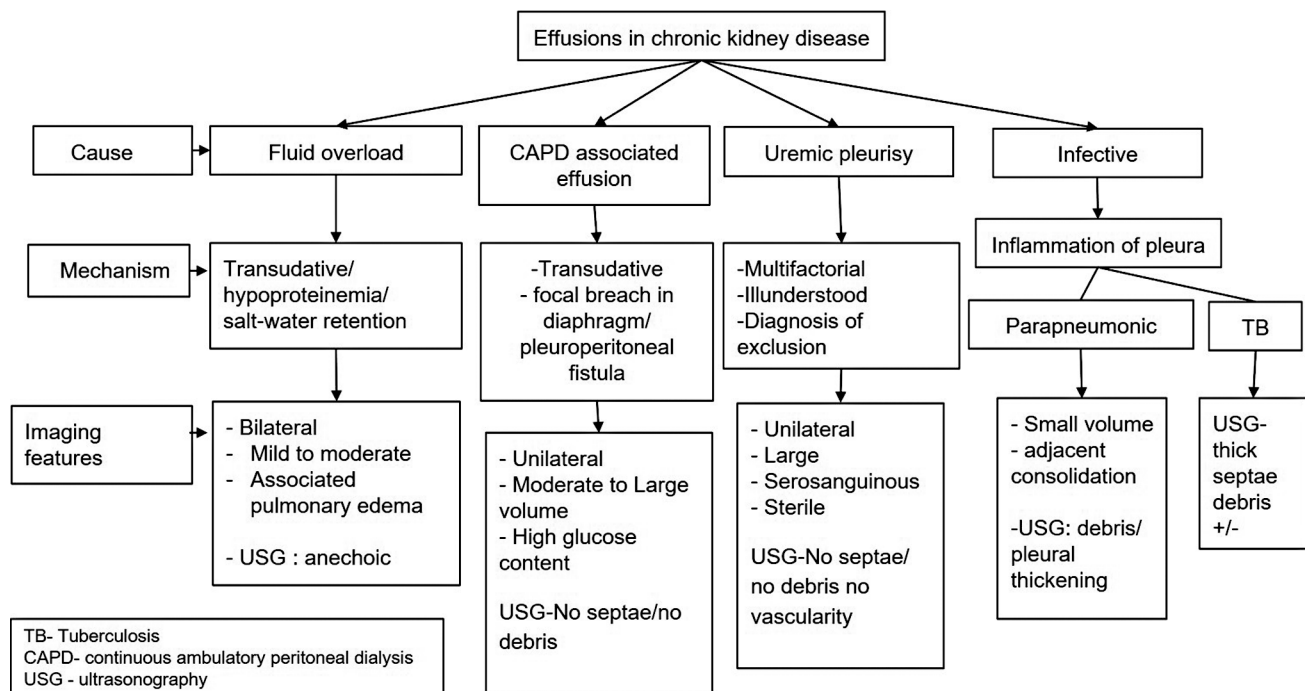 Effusions in chronic kidney disease
Cause
Fluid overload
CAPD associated
effusion
Uremic pleurisy
Infective
Mechanism
Transudative/
hypoproteinemia/
salt-water retention
-Transudative
- focal breach in
diaphragm/
pleuroperitoneal
fistula
-Multifactorial
-Illunderstood
-Diagnosis of
exclusion
Inflammation of pleura
Parapneumonic
TB
Imaging
features
- Bilateral
- Mild to moderate
- Associated
pulmonary edema
- USG : anechoic
- Unilateral
- Moderate to Large
volume
- High glucose
content
USG-No septae/no
debris
- Unilateral
- Large
- Serosanguinous
- Sterile
USG-No septae/
no debris no
vascularity
- Small volume
- adjacent
consolidation
-USG: debris/
pleural
thickening
USG-
thick
septae
debris
+/-
TB- Tuberculosis
CAPD- continuous ambulatory peritoneal dialysis
USG - ultrasonography